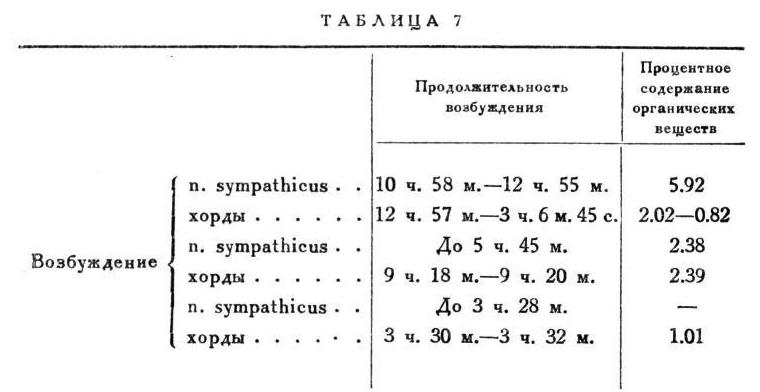 ТАБЛИЦА 7
Продолжительность возбуждения
Процентное содержание органических веществ
Возбуждение
n. sympathicus . . 10 ч. 58 м.—12 ч. 55 м. 5.92
хорды . . . . . . 12 ч. 57 м.—3 ч. 6 м. 45 с. 2.02—0.82
n. sympathicus . . До 5 ч. 45 м. 2.38
хорды . . . . . . 9 ч. 18 м.—9 ч. 20 м. 2.39
n. sympathicus . . До 3 ч. 28 м. —
хорды . . . . . . 3 ч. 30 м.—3 ч. 32 м. 1.01